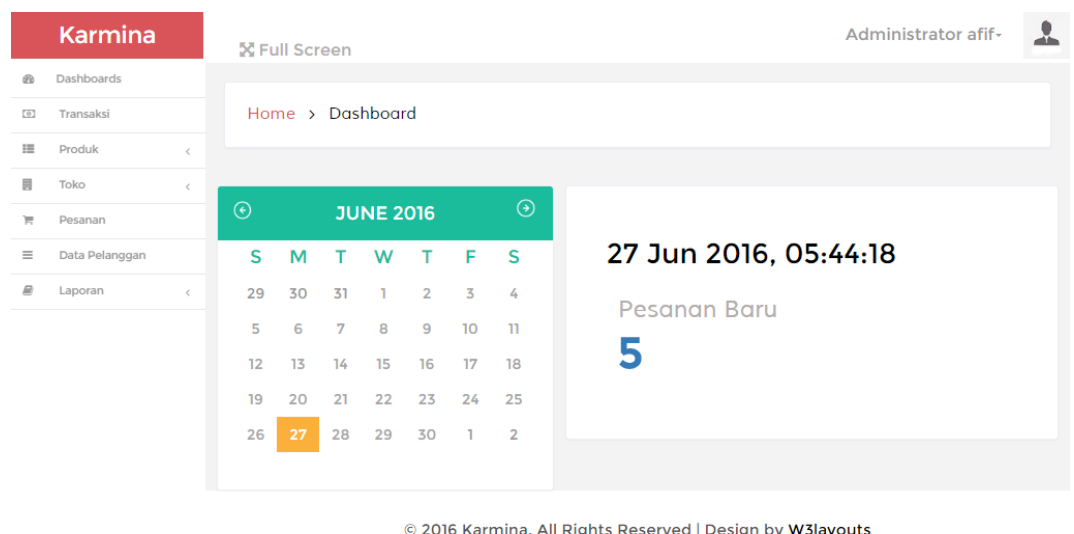 Karmina
Full Screen
Administrator afif
Dashboards
Transaksi
Produk
Toko
Pesanan
Data Pelanggan
Laporan
Home > Dashboard
JUNE 2016
S M T W T F S
29 30 31 1 2 3 4
5 6 7 8 9 10 11
12 13 14 15 16 17 18
19 20 21 22 23 24 25
26 27 28 29 30 1 2
27 Jun 2016, 05:44:18
Pesanan Baru
5
© 2016 Karmina. All Rights Reserved | Design by W3layouts